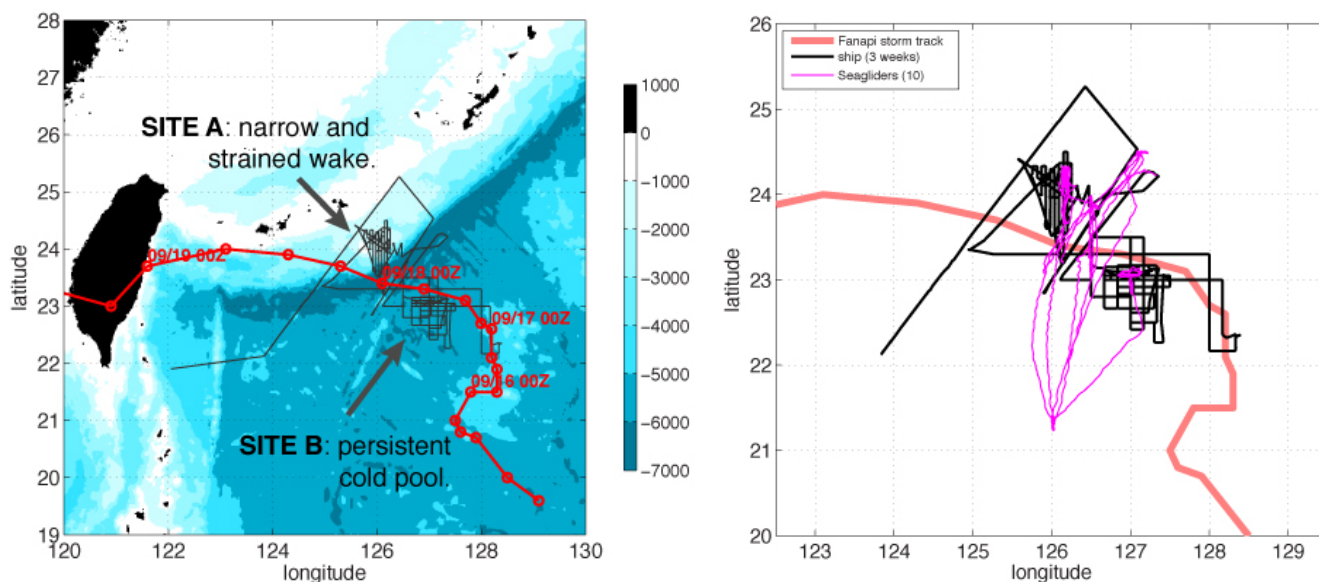 28
27
26
25
24
23
22
21
20
19
latitude
120
122
124
126
128
130
longitude
SITE A: narrow and
strained wake.
09/19 00Z
09/18 00Z
09/17 00Z
09/16 00Z
SITE B: persistent
cold pool.
1000
0
−1000
−2000
−3000
−4000
−5000
−6000
−7000
26
25
24
23
22
21
20
latitude
Fanapi storm track
ship (3 weeks)
Seagliders (10)
123
124
125
126
127
128
129
longitude